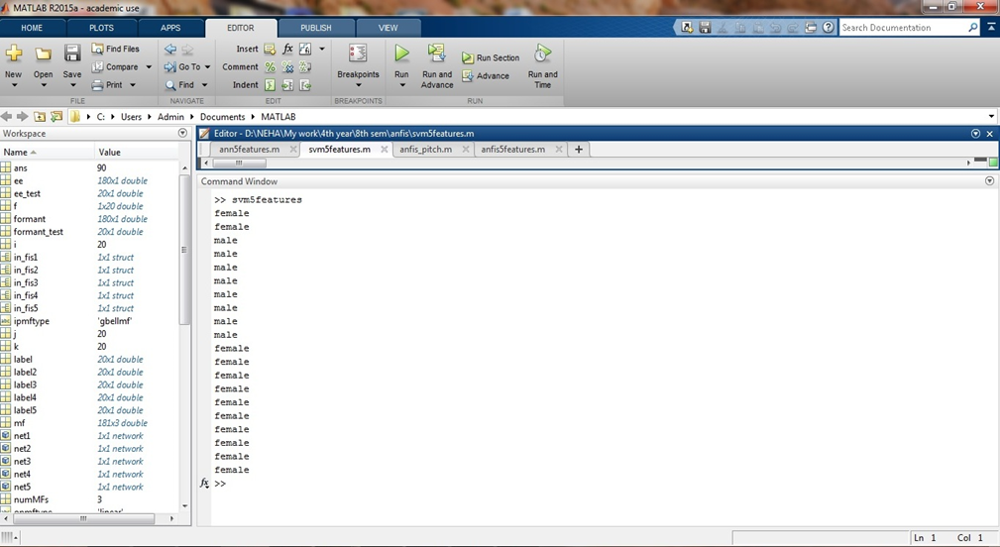 MATLAB R2015a - academic use
HOME PLOTS APPS EDITOR PUBLISH VIEW Search Documentation
New Open Save Find Files Compare Print
Go To Find
Insert fx
Comment
Indent
Breakpoints
Run Run and Advance Run Section Advance Run and Time
FILE NAVIGATE EDIT BREAKPOINTS RUN
C: Users Admin Documents MATLAB
Workspace
Name Value
ans 90
ee 180x1 double
ee_test 20x1 double
f 1x20 double
formant 180x1 double
formant_test 20x1 double
i 20
in_fis1 1x1 struct
in_fis2 1x1 struct
in_fis3 1x1 struct
in_fis4 1x1 struct
in_fis5 1x1 struct
ipmftype 'gbellmf'
j 20
k 20
label 20x1 double
label2 20x1 double
label3 20x1 double
label4 20x1 double
label5 20x1 double
mf 181x3 double
net1 1x1 network
net2 1x1 network
net3 1x1 network
net4 1x1 network
net5 1x1 network
numMFs 3
Editor - D:\NEHA\My work\4th year\8th sem\anfis\svm5features.m
ann5features.m svm5features.m anfis_pitch.m anfis5features.m
Command Window
>> svm5features
female
female
male
male
male
male
male
male
male
male
female
female
female
female
female
female
female
female
female
female
fx >>
Ln 1 Col 1